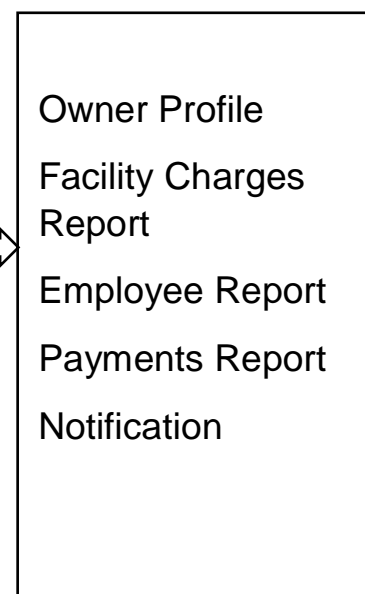 Owner Profile
Facility Charges
Report
Employee Report
Payments Report
Notification